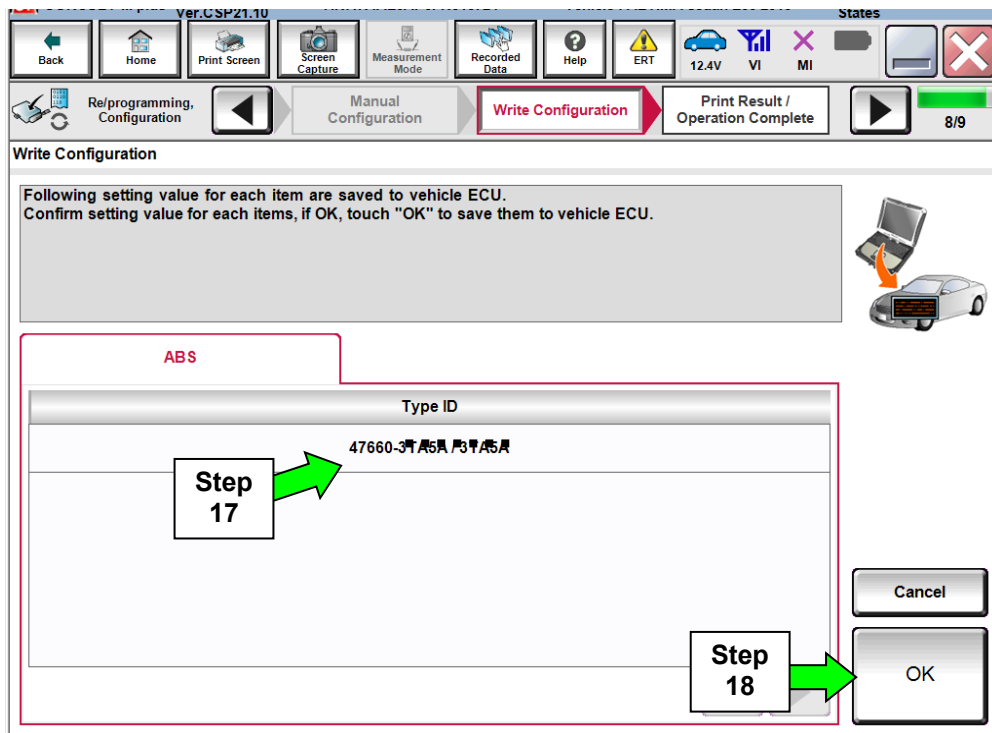 Ver.CSP21.10
States
Back
Home
Print Screen
Screen
Capture
Measurement
Mode
Recorded
Data
Help
ERT
12.4V
VI
MI
Re/programming,
Configuration
Manual
Configuration
Write Configuration
Print Result /
Operation Complete
8/9
Write Configuration
Following setting value for each item are saved to vehicle ECU.
Confirm setting value for each items, if OK, touch "OK" to save them to vehicle ECU.
ABS
Type ID
Step
17
Cancel
Step
18
OK